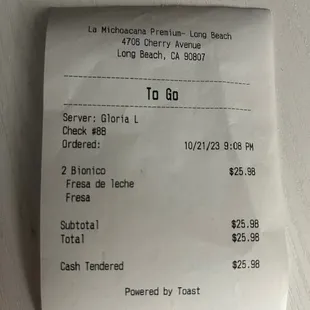 La Michoacana Premium- Long Beach
4706 Cherry Avenue
Long Beach, CA 90807
To Go
Server: Gloria L
Check #88
Ordered: 10/21/23 9:08 PM
2 Bionico $25.98
Fresa de leche
Fresa
Subtotal $25.98
Total $25.98
Cash Tendered $25.98
Powered by Toast